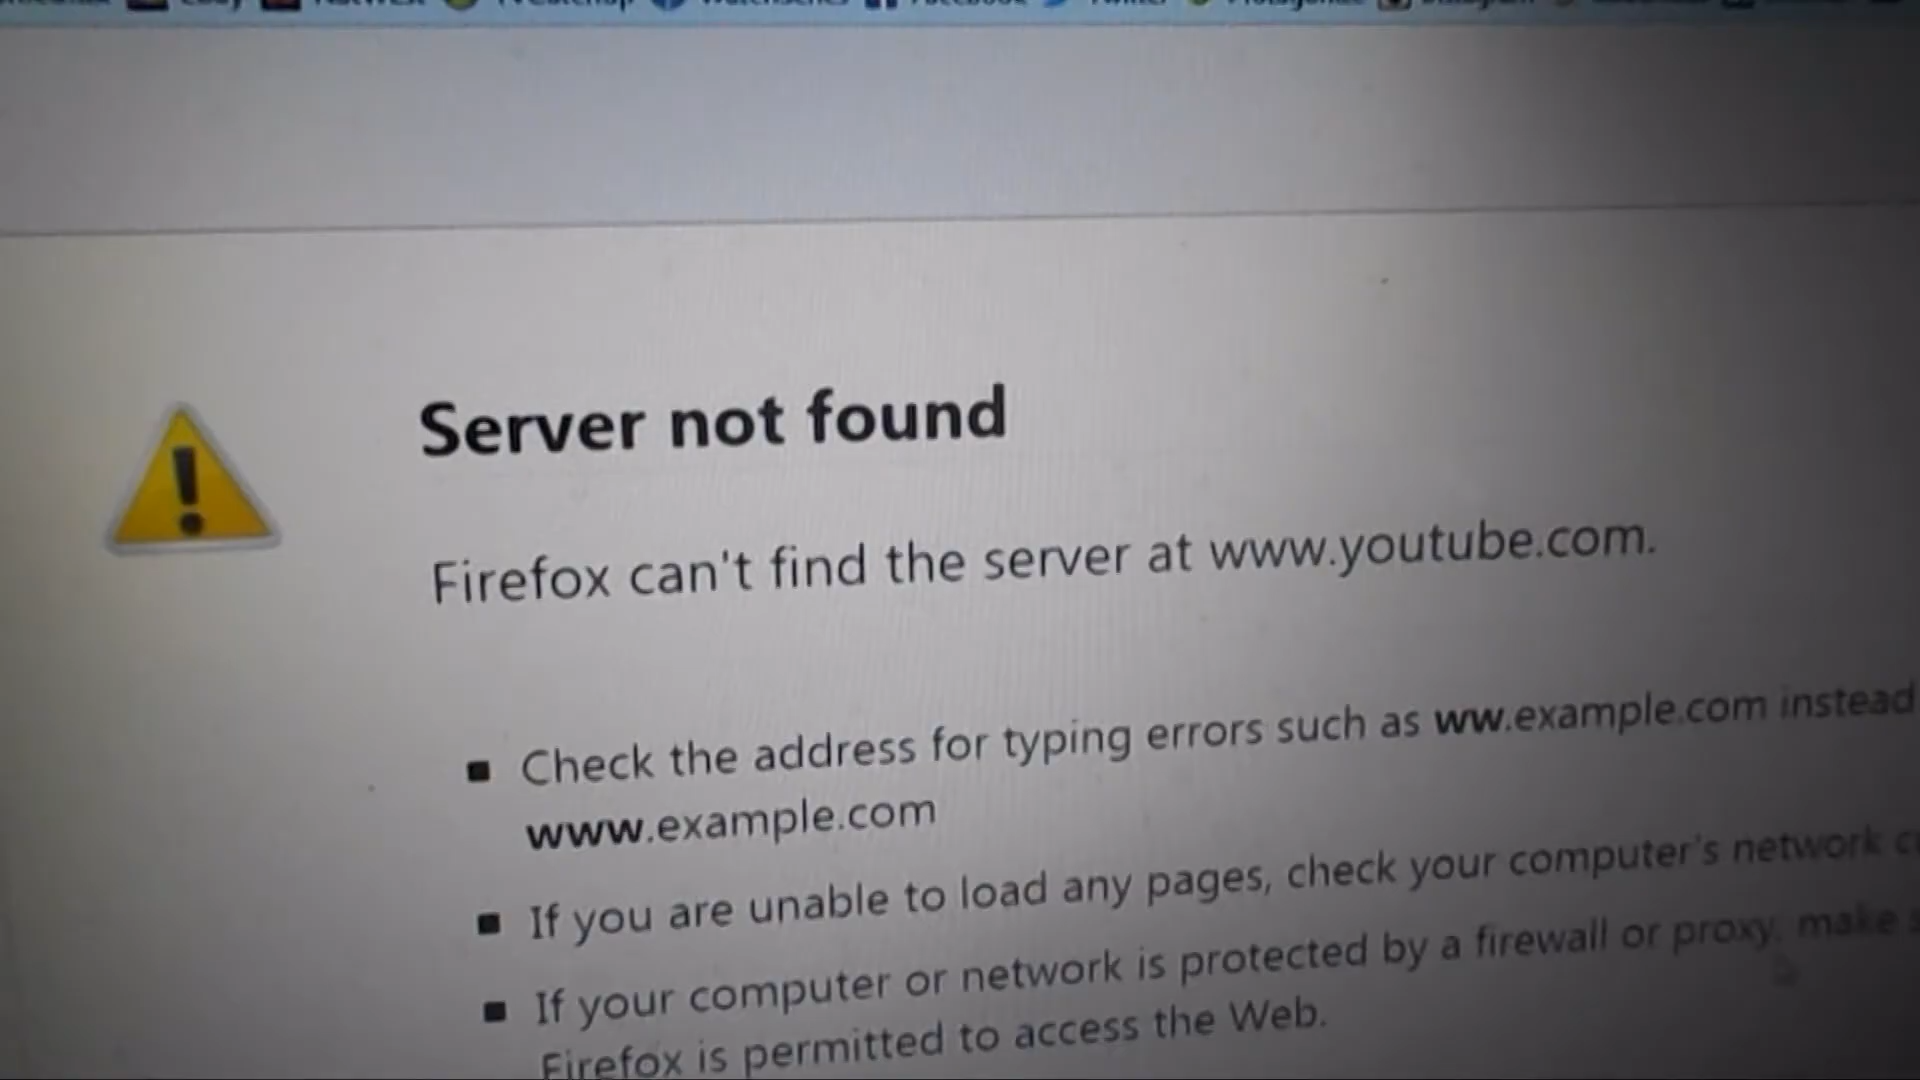 Facebook
Server not found
Firefox can't find the server at www.youtube.com.
Check the address for typing errors such as ww.example.com instead
www.example.com
If you are unable to load any pages, check your computer's network
If your computer or network is protected by a firewall or proxy, make
Firefox is permitted to access the Web.